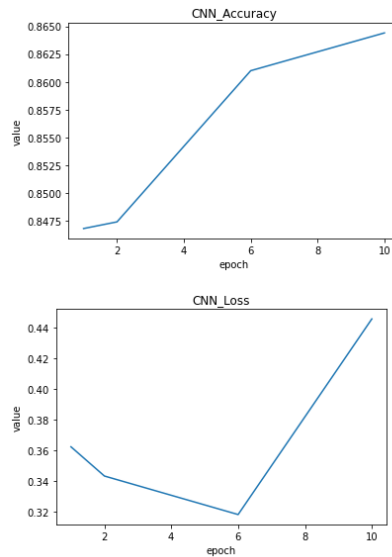 CNN_Accuracy
0.8650
0.8625
0.8600
0.8575
0.8550
0.8525
0.8500
0.8475
value
2 4 6 8 10
epoch
CNN_Loss
0.44
0.42
0.40
0.38
0.36
0.34
0.32
value
2 4 6 8 10
epoch